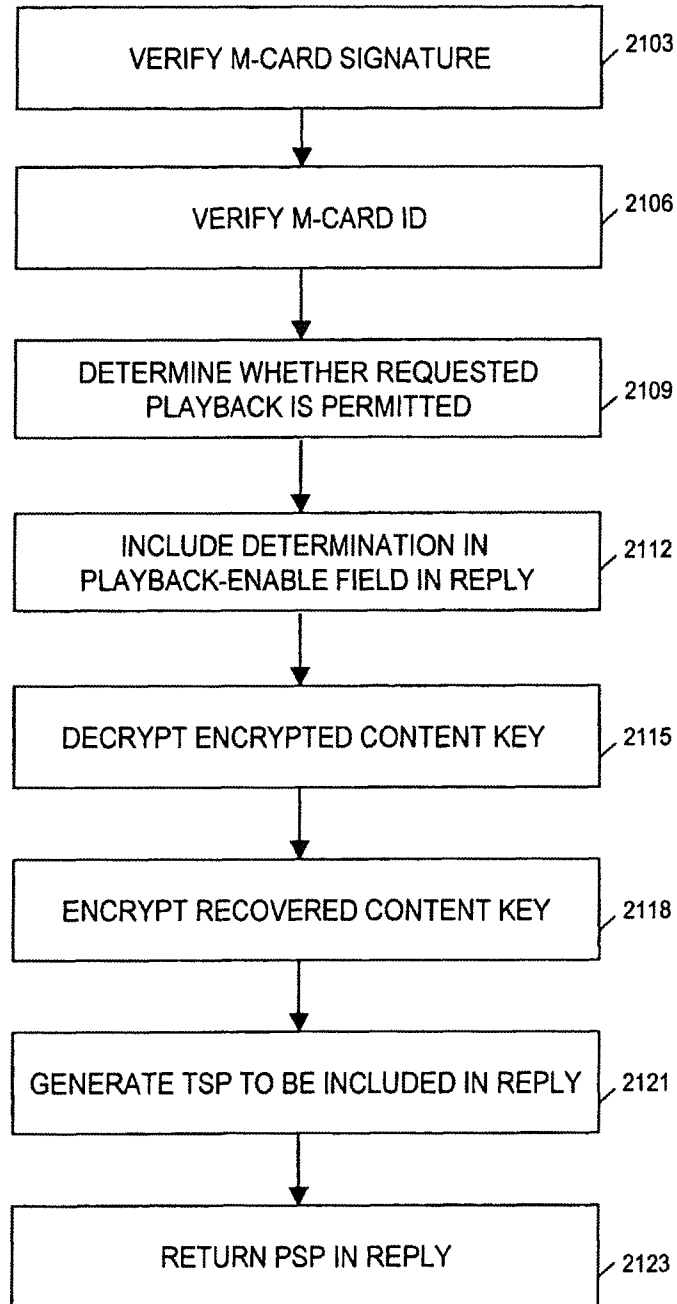 VERIFY M-CARD SIGNATURE
2103
VERIFY M-CARD ID
2106
DETERMINE WHETHER REQUESTED
PLAYBACK IS PERMITTED
2109
INCLUDE DETERMINATION IN
PLAYBACK-ENABLE FIELD IN REPLY
2112
DECRYPT ENCRYPTED CONTENT KEY
2115
ENCRYPT RECOVERED CONTENT KEY
2118
GENERATE TSP TO BE INCLUDED IN REPLY
2121
RETURN PSP IN REPLY
2123